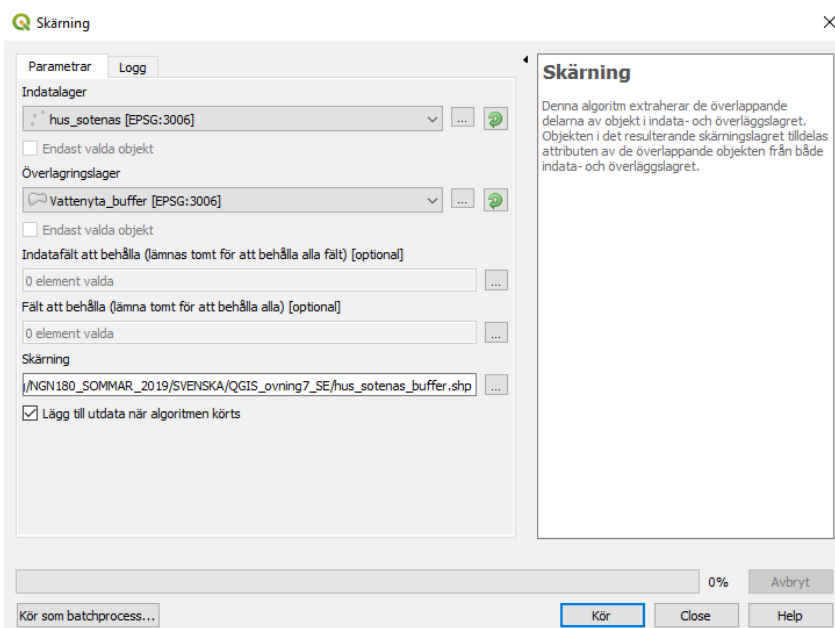 Skärning
Parametrar
Logg
Indatalager
hus_sotenas [EPSG:3006]
...
Endast valda objekt
Överlagringslager
Vattenyta_buffer [EPSG:3006]
...
Endast valda objekt
Indatafält att behålla (lämnas tomt för att behålla alla fält) [optional]
0 element valda
...
Fält att behålla (lämna tomt för att behålla alla) [optional]
0 element valda
...
Skärning
/NGN180_SOMMAR_2019/SVENSKA/QGIS_ovning7_SE/hus_sotenas_buffer.shp
...
Lägg till utdata när algoritmen körts
Skärning
Denna algoritm extraherar de överlappande
delarna av objekt i indata- och överläggslagret.
Objekten i det resulterande skärningslagret tilldelas
attributen av de överlappande objekten från både
indata- och överläggslagret.
0%
Avbryt
Kör som batchprocess...
Kör
Close
Help